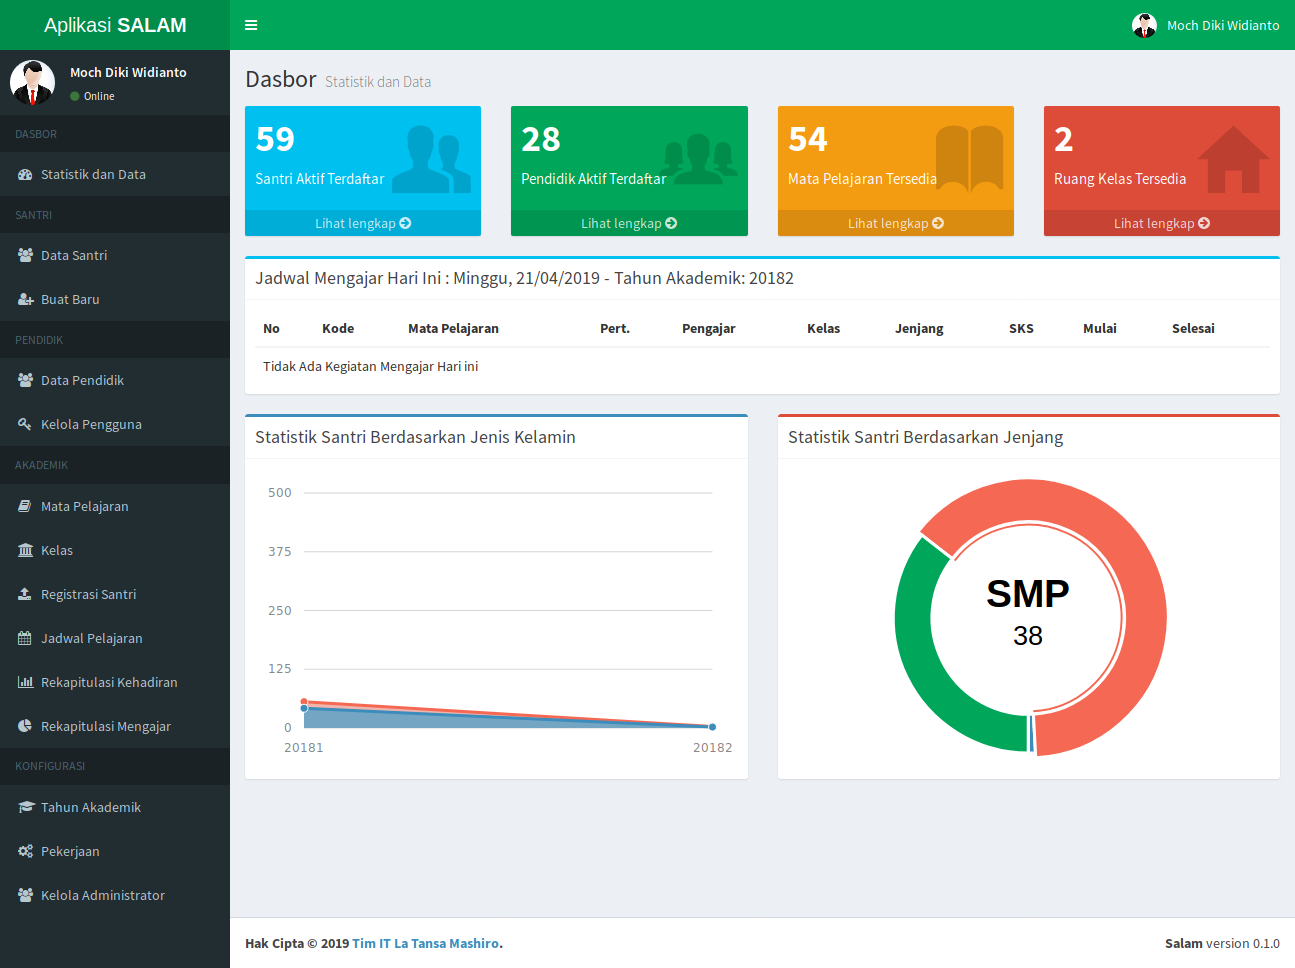 Aplikasi SALAM
Moch Diki Widianto
Moch Diki Widianto
Online
DASBOR
Statistik dan Data
SANTRI
Data Santri
Buat Baru
PENDIDIK
Data Pendidik
Kelola Pengguna
AKADEMIK
Mata Pelajaran
Kelas
Registrasi Santri
Jadwal Pelajaran
Rekapitulasi Kehadiran
Rekapitulasi Mengajar
KONFIGURASI
Tahun Akademik
Pekerjaan
Kelola Administrator
Dasbor Statistik dan Data
59
Santri Aktif Terdaftar
Lihat lengkap
28
Pendidik Aktif Terdaftar
Lihat lengkap
54
Mata Pelajaran Tersedia
Lihat lengkap
2
Ruang Kelas Tersedia
Lihat lengkap
Jadwal Mengajar Hari Ini : Minggu, 21/04/2019 - Tahun Akademik: 20182
No Kode Mata Pelajaran Pert. Pengajar Kelas Jenjang SKS Mulai Selesai
Tidak Ada Kegiatan Mengajar Hari ini
Statistik Santri Berdasarkan Jenis Kelamin
500
375
250
125
0
20181 20182
Statistik Santri Berdasarkan Jenjang
SMP
38
Hak Cipta © 2019 Tim IT La Tansa Mashiro.
Salam version 0.1.0